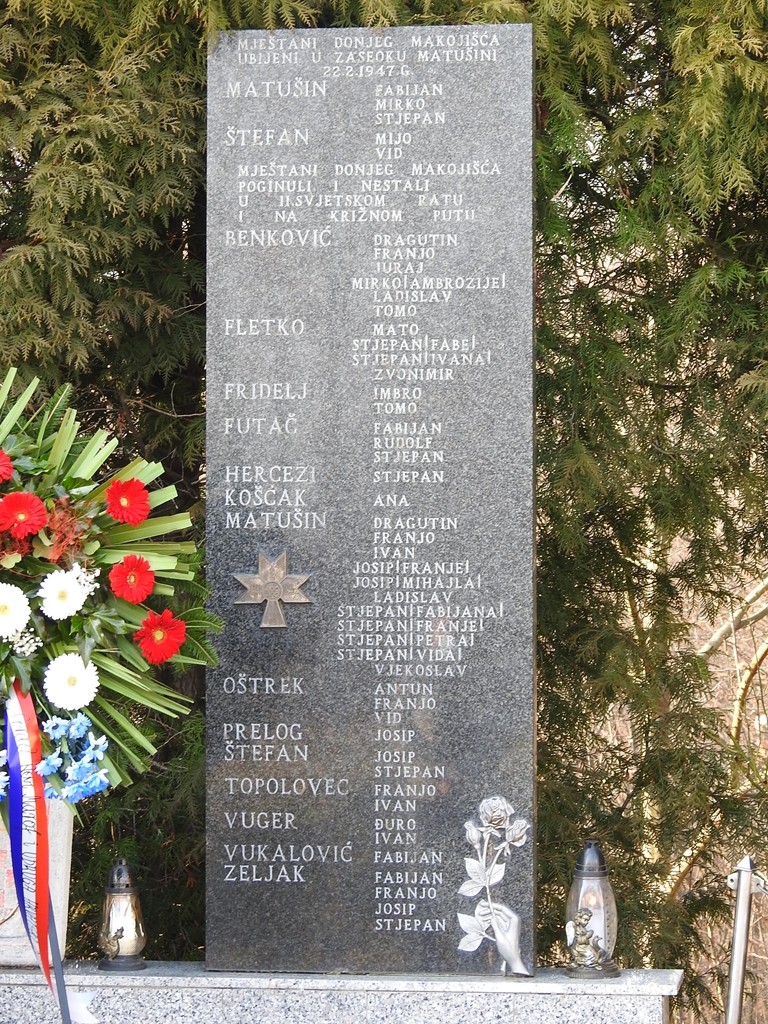 MJEŠTANI DONJEG MAKOJIŠĆA
UBIJENI U ZASEOKU MATUŠINI
22.2.1947.G.
MATUŠIN FABIJAN
MIRKO
STJEPAN
ŠTEFAN MIJO
VID
MJEŠTANI DONJEG MAKOJIŠĆA
POGINULI I NESTALI
U II.SVJETSKOM RATU
I NA KRIŽNOM PUTU
BENKOVIĆ DRAGUTIN
FRANJO
JURAJ
MIRKO|AMBROZIJE|
LADISLAV
TOMO
FLETKO MATO
STJEPAN|FABE|
STJEPAN|IVANA|
ZVONIMIR
FRIDELJ IMBRO
TOMO
FUTAČ FABIJAN
RUDOLF
STJEPAN
HERCEZI STJEPAN
KOŠĆAK ANA
MATUŠIN DRAGUTIN
FRANJO
IVAN
JOSIP|FRANJE|
JOSIP|MIHAJLA|
LADISLAV
STJEPAN|FABIJANA|
STJEPAN|FRANJE|
STJEPAN|PETRA|
STJEPAN|VIDA|
VJEKOSLAV
OŠTREK ANTUN
FRANJO
VID
PRELOG JOSIP
ŠTEFAN JOSIP
STJEPAN
TOPOLOVEC FRANJO
IVAN
VUGER ĐURO
IVAN
VUKALOVIĆ FABIJAN
ZELJAK FABIJAN
FRANJO
JOSIP
STJEPAN